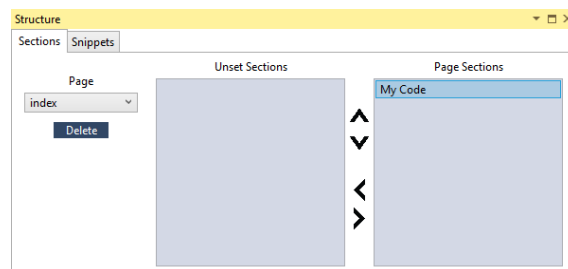 Structure
Sections Snippets
Page
index
Delete
Unset Sections
Page Sections
My Code